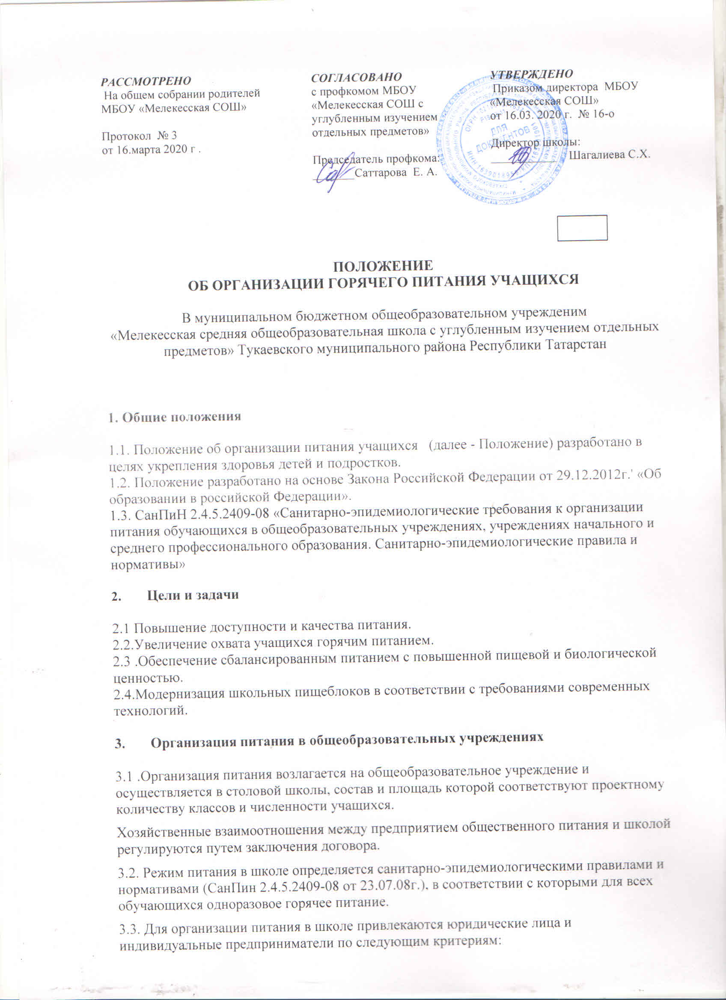 РАССМОТРЕНО
На общем собрании родителей
МБОУ «Мелекесская СОШ»
Протокол № 3
от 16.марта 2020 г .
СОГЛАСОВАНО
с профкомом МБОУ
«Мелекесская СОШ с
углубленным изучением
отдельных предметов»
Председатель профкома:
Саттарова Е. А.
УТВЕРЖДЕНО
Приказом директора МБОУ
«Мелекесская СОШ»
от 16.03. 2020 г. № 16-о
Директор школы:
Шагалиева С.Х.
ДЛЯ
ДОКУМЕНТОВ
ПОЛОЖЕНИЕ
ОБ ОРГАНИЗАЦИИ ГОРЯЧЕГО ПИТАНИЯ УЧАЩИХСЯ
В муниципальном бюджетном общеобразовательном учрежденим
«Мелекесская средняя общеобразовательная школа с углубленным изучением отдельных
предметов» Тукаевского муниципального района Республики Татарстан
1. Общие положения
1.1. Положение об организации питания учащихся (далее - Положение) разработано в
целях укрепления здоровья детей и подростков.
1.2. Положение разработано на основе Закона Российской Федерации от 29.12.2012г.' «Об
образовании в российской Федерации».
1.3. СанПиН 2.4.5.2409-08 «Санитарно-эпидемиологические требования к организации
питания обучающихся в общеобразовательных учреждениях, учреждениях начального и
среднего профессионального образования. Санитарно-эпидемиологические правила и
нормативы»
2. Цели и задачи
2.1 Повышение доступности и качества питания.
2.2.Увеличение охвата учащихся горячим питанием.
2.3 .Обеспечение сбалансированным питанием с повышенной пищевой и биологической
ценностью.
2.4.Модернизация школьных пищеблоков в соответствии с требованиями современных
технологий.
3. Организация питания в общеобразовательных учреждениях
3.1 .Организация питания возлагается на общеобразовательное учреждение и
осуществляется в столовой школы, состав и площадь которой соответствуют проектному
количеству классов и численности учащихся.
Хозяйственные взаимоотношения между предприятием общественного питания и школой
регулируются путем заключения договора.
3.2. Режим питания в школе определяется санитарно-эпидемиологическими правилами и
нормативами (СанПин 2.4.5.2409-08 от 23.07.08г.), в соответствии с которыми для всех
обучающихся одноразовое горячее питание.
3.3. Для организации питания в школе привлекаются юридические лица и
индивидуальные предприниматели по следующим критериям: